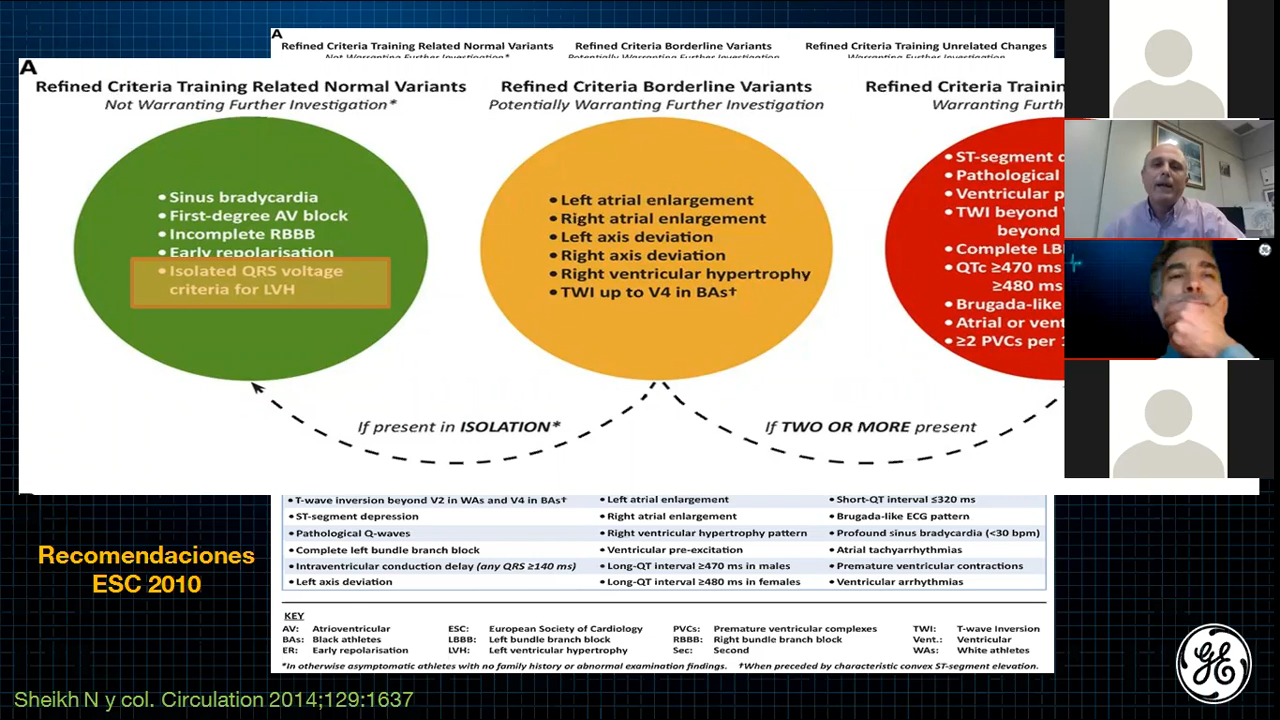 A
Refined Criteria Training Related Normal Variants
Refined Criteria Borderline Variants
Refined Criteria Training Unrelated Changes
Not Warranting Further Investigation*
Potentially Warranting Further Investigation
Warranting Further Investigation
A
Refined Criteria Training Related Normal Variants
Not Warranting Further Investigation*
• Sinus bradycardia
• First-degree AV block
• Incomplete RBBB
• Early repolarisation
• Isolated QRS voltage
criteria for LVH
Refined Criteria Borderline Variants
Potentially Warranting Further Investigation
• Left atrial enlargement
• Right atrial enlargement
• Left axis deviation
• Right axis deviation
• Right ventricular hypertrophy
• TWI up to V4 in BAs†
Refined Criteria Trainin
Warranting Furth
• ST-segment d
• Pathological
• Ventricular p
• TWI beyond
beyond
• Complete LB
• QTc ≥470 ms
≥480 ms
• Brugada-like
• Atrial or vent
• ≥2 PVCs per 1
If present in ISOLATION*
If TWO OR MORE present
• T-wave inversion beyond V2 in WAs and V4 in BAs† • Left atrial enlargement • Short-QT interval ≤320 ms
• ST-segment depression • Right atrial enlargement • Brugada-like ECG pattern
• Pathological Q-waves • Right ventricular hypertrophy pattern • Profound sinus bradycardia (<30 bpm)
• Complete left bundle branch block • Ventricular pre-excitation • Atrial tachyarrhythmias
• Intraventricular conduction delay (any QRS ≥140 ms) • Long-QT interval ≥470 ms in males • Premature ventricular contractions
• Left axis deviation • Long-QT interval ≥480 ms in females • Ventricular arrhythmias
KEY
AV: Atrioventricular ESC: European Society of Cardiology PVCs: Premature ventricular complexes TWI: T-wave Inversion
BAs: Black athletes LBBB: Left bundle branch block RBBB: Right bundle branch block Vent.: Ventricular
ER: Early repolarisation LVH: Left ventricular hypertrophy Sec: Second WAs: White athletes
*In otherwise asymptomatic athletes with no family history or abnormal examination findings. †When preceded by characteristic convex ST-segment elevation.
Recomendaciones
ESC 2010
Sheikh N y col. Circulation 2014;129:1637
GE